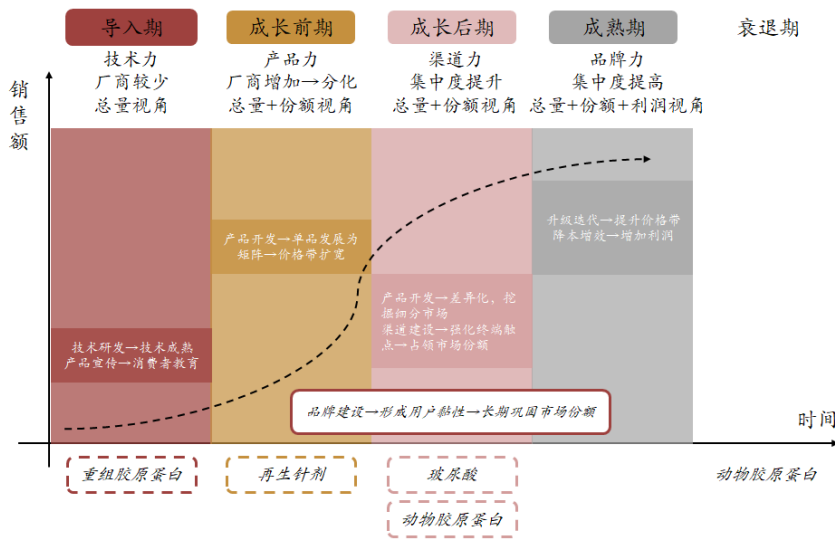 导入期
成长前期
成长后期
成熟期
衰退期
技术力
厂商较少
总量视角
产品力
厂商增加→分化
总量+份额视角
渠道力
集中度提升
总量+份额视角
品牌力
集中度提高
总量+份额+利润视角
销售额
产品开发→单品发展为
矩阵→价格带扩宽
升级迭代→提升价格带
降本增效→增加利润
产品开发→差异化，挖
掘细分市场
渠道建设→强化终端触
点→占领市场份额
技术研发→技术成熟
产品宣传→消费者教育
品牌建设→形成用户黏性→长期巩固市场份额
时间
重组胶原蛋白
再生针剂
玻尿酸
动物胶原蛋白
动物胶原蛋白